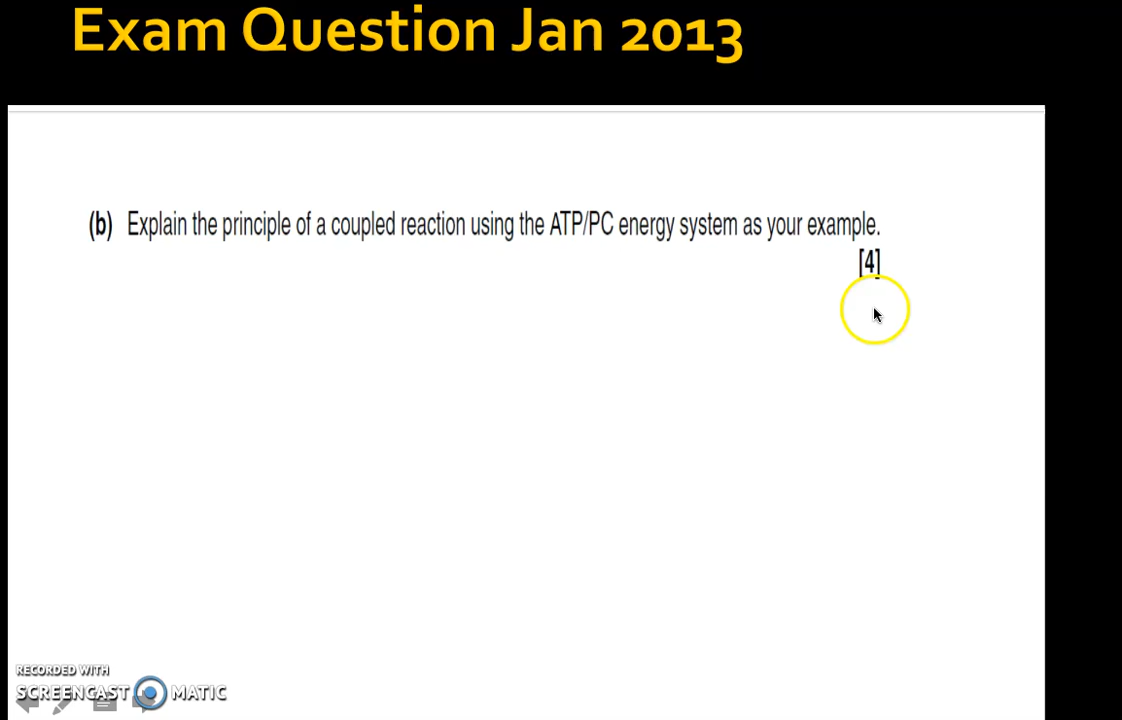 Exam Question Jan 2013
(b) Explain the principle of a coupled reaction using the ATP/PC energy system as your example.
[4]
RECORDED WITH
SCREENCAST MATIC